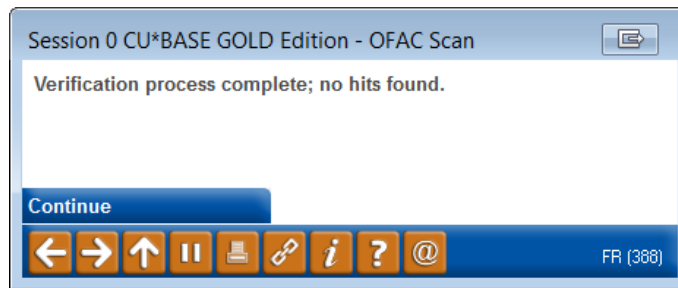 Session 0 CU*BASE GOLD Edition - OFAC Scan
Verification process complete; no hits found.
Continue
i ? @
FR (388)